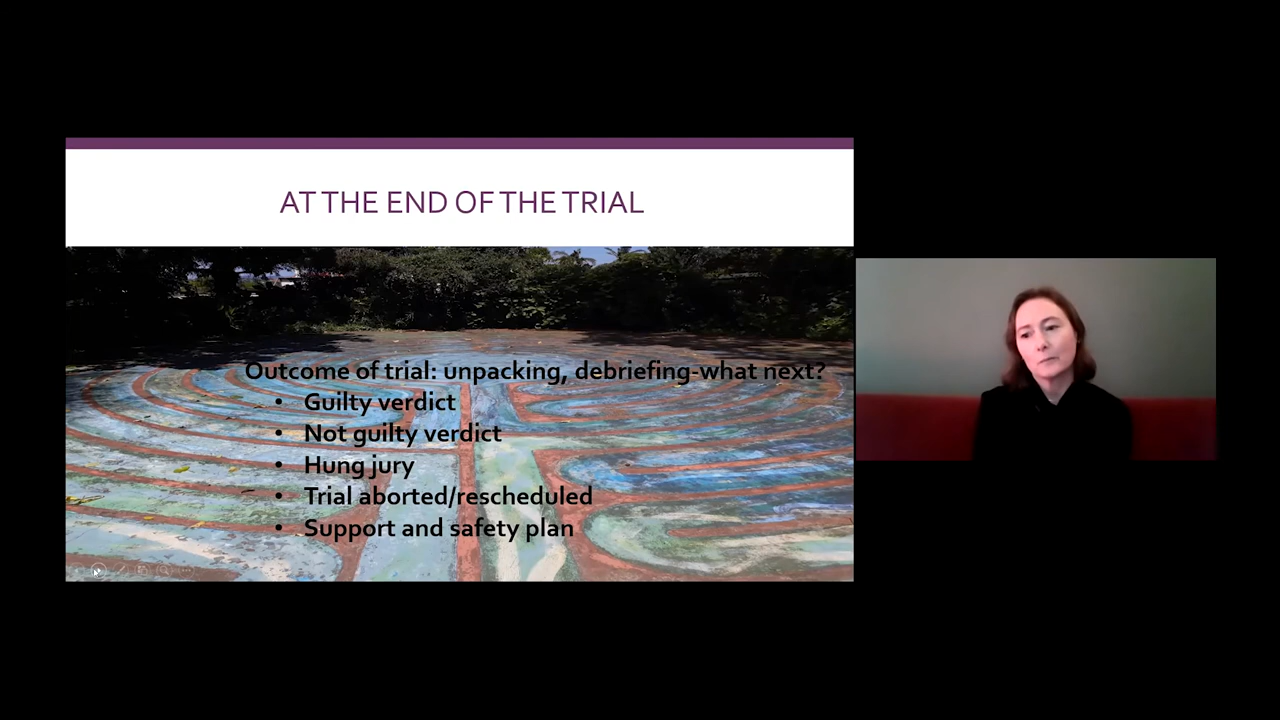 AT THE END OF THE TRIAL
Outcome of trial: unpacking, debriefing-what next?
• Guilty verdict
• Not guilty verdict
• Hung jury
• Trial aborted/rescheduled
• Support and safety plan